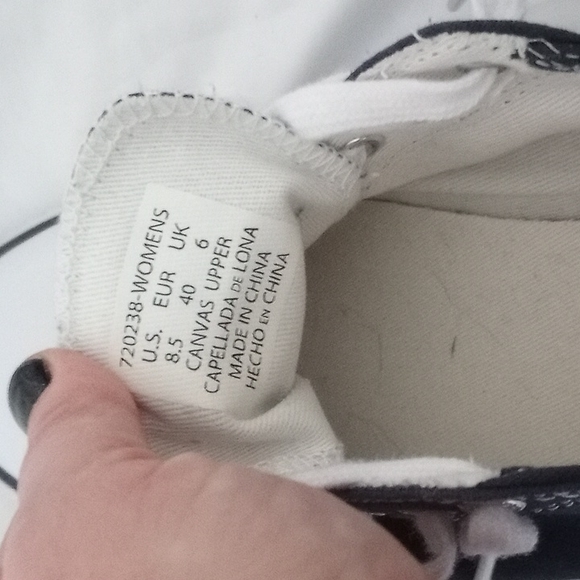 720238-WOMENS
U.S. EUR UK
8.5 40 6
CANVAS UPPER
CAPELLADA DE LONA
MADE IN CHINA
HECHO EN CHINA